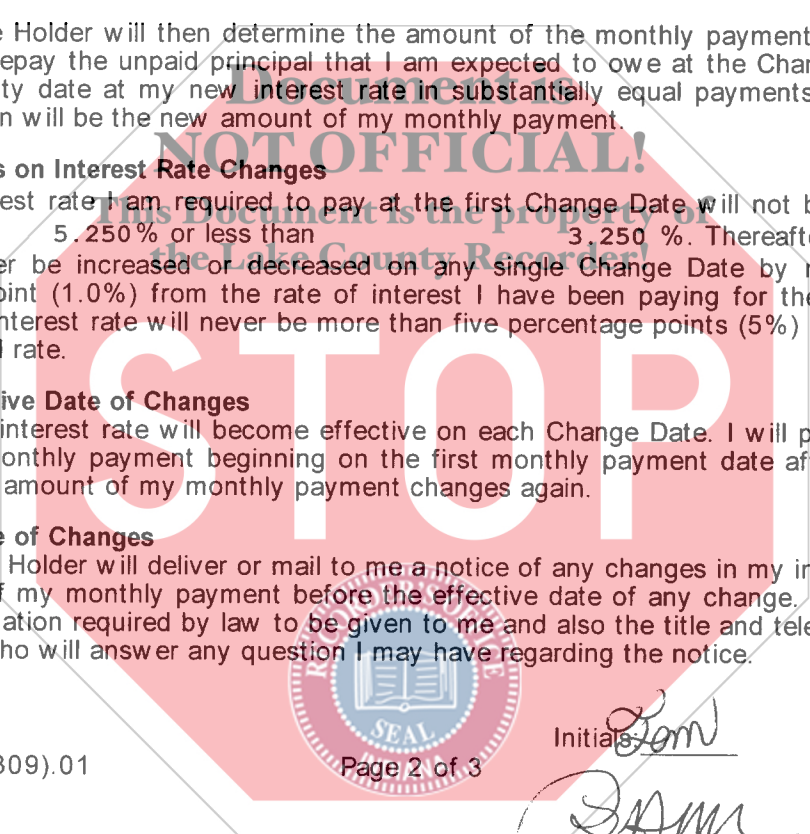 e Holder will then determine the amount of the monthly payment
epay the unpaid principal that I am expected to owe at the Char
ty date at my new interest rate in substantially equal payments
n will be the new amount of my monthly payment.
s on Interest Rate Changes
est rate I am required to pay at the first Change Date will not b
5.250 % or less than 3.250 %. Thereafte
er be increased or decreased on any single Change Date by r
oint (1.0%) from the rate of interest I have been paying for the
nterest rate will never be more than five percentage points (5%)
l rate.
ive Date of Changes
interest rate will become effective on each Change Date. I will p
onthly payment beginning on the first monthly payment date af
amount of my monthly payment changes again.
e of Changes
Holder will deliver or mail to me a notice of any changes in my in
f my monthly payment before the effective date of any change.
ation required by law to be given to me and also the title and tele
ho will answer any question I may have regarding the notice.
Initials:
309).01 Page 2 of 3
Document is
NOT OFFICIAL!
This Document is the property of
the Lake County Recorder!
STOP
RECORDER'S OFFICE
SEAL
INDIANA